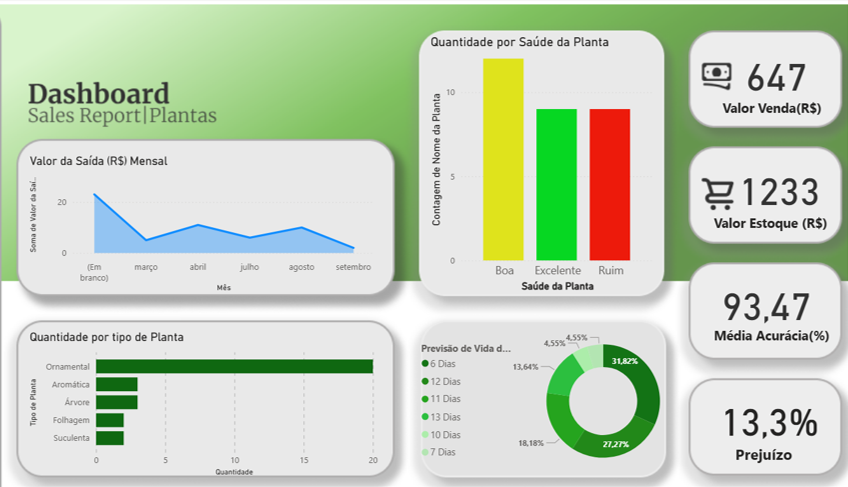 Dashboard
Sales Report|Plantas
Valor da Saída (R$) Mensal
Soma de Valor da Saí...
20
0
(Em
branco)
março
abril
julho
agosto
setembro
Mês
Quantidade por Saúde da Planta
Contagem de Nome da Planta
10
5
0
Boa
Excelente
Ruim
Saúde da Planta
647
Valor Venda(R$)
1233
Valor Estoque (R$)
93,47
Média Acurácia(%)
13,3%
Prejuízo
Quantidade por tipo de Planta
Tipo de Planta
Ornamental
Aromática
Árvore
Folhagem
Suculenta
0
5
10
15
20
Quantidade
Previsão de Vida d...
6 Dias
12 Dias
11 Dias
13 Dias
10 Dias
7 Dias
31,82%
27,27%
18,18%
13,64%
4,55%
4,55%